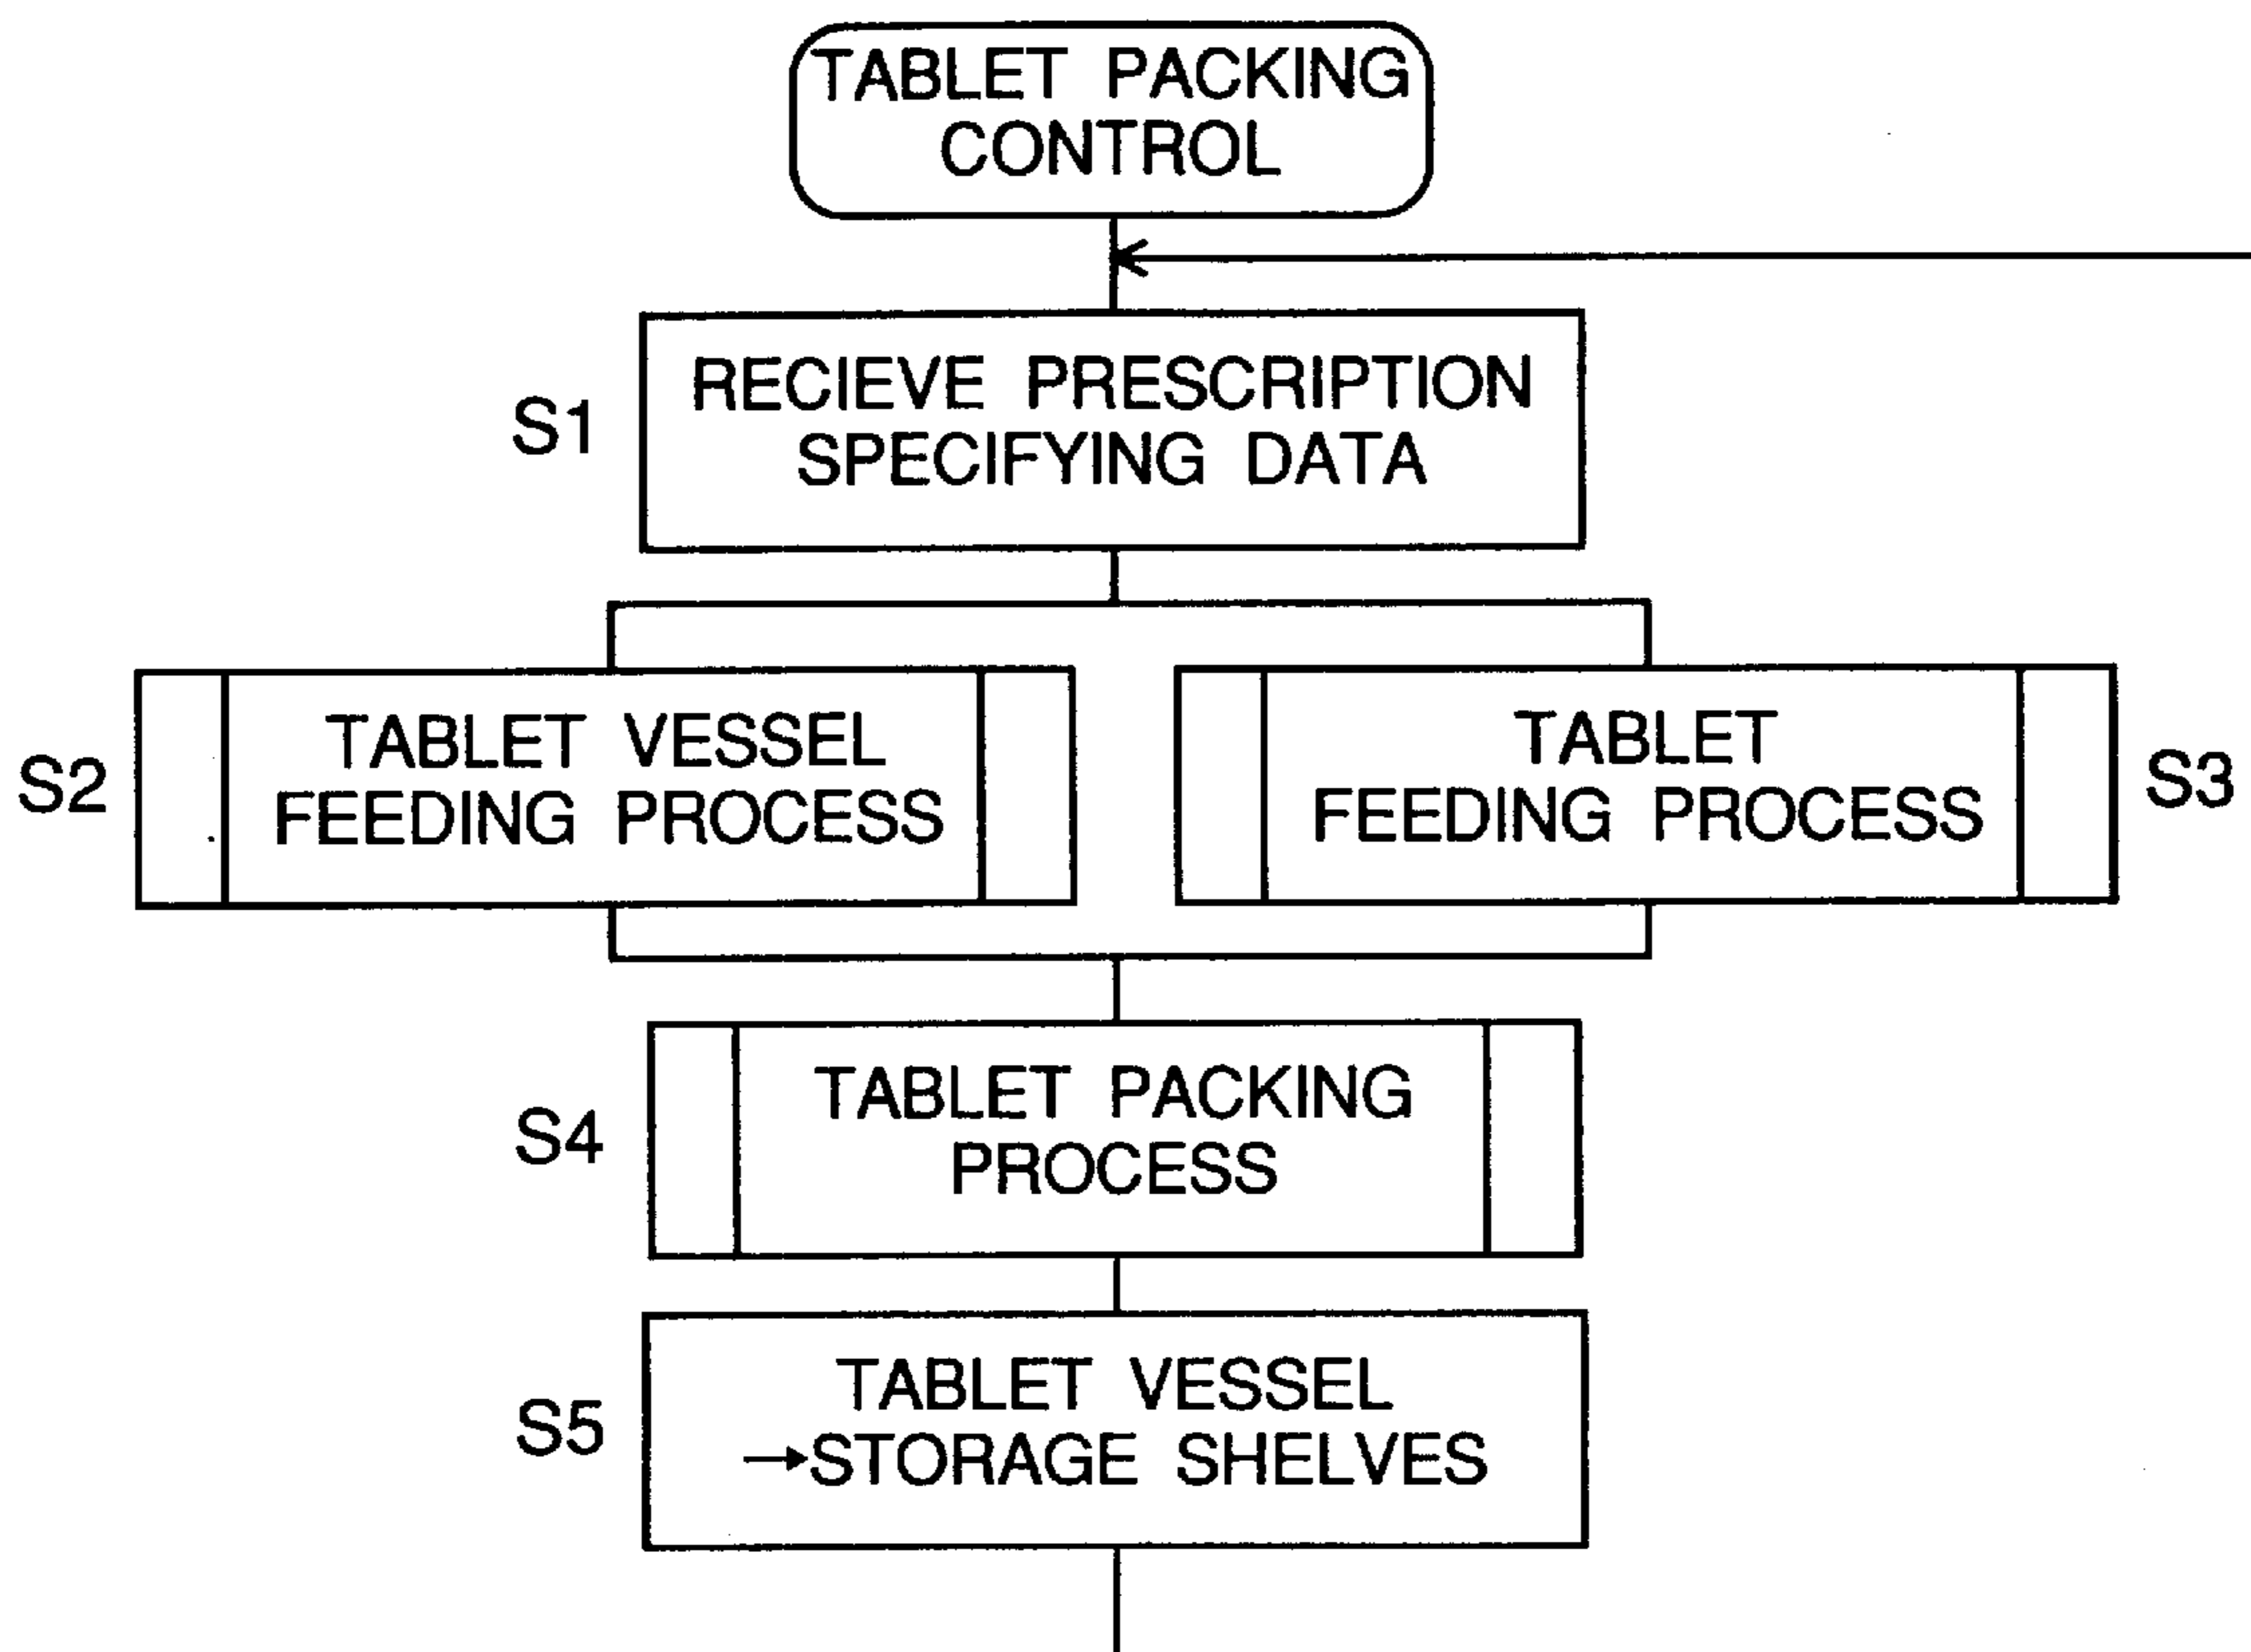 TABLET PACKING
CONTROL
S1
RECIEVE PRESCRIPTION
SPECIFYING DATA
S2
TABLET VESSEL
FEEDING PROCESS
TABLET
FEEDING PROCESS
S3
S4
TABLET PACKING
PROCESS
S5
TABLET VESSEL
→STORAGE SHELVES